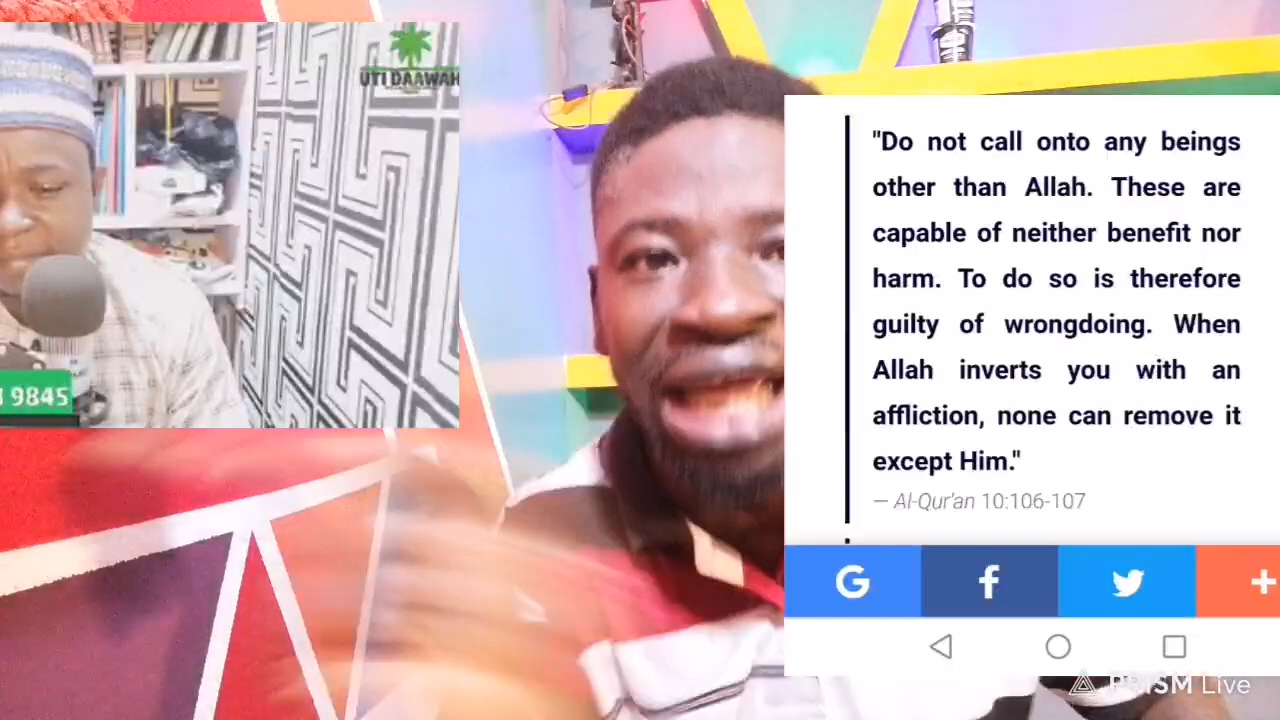 UTI DAAWAH
9845
"Do not call onto any beings
other than Allah. These are
capable of neither benefit nor
harm. To do so is therefore
guilty of wrongdoing. When
Allah inverts you with an
affliction, none can remove it
except Him."
— Al-Qur'an 10:106-107
G f
PRISM Live